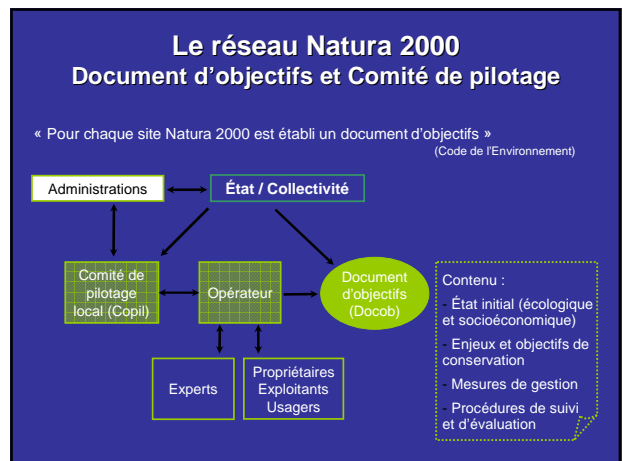 Le réseau Natura 2000
Document d'objectifs et Comité de pilotage
« Pour chaque site Natura 2000 est établi un document d'objectifs »
(Code de l'Environnement)
Administrations
État / Collectivité
Comité de
pilotage
local (Copil)
Opérateur
Document
d'objectifs
(Docob)
Contenu :
- État initial (écologique
et socioéconomique)
- Enjeux et objectifs de
conservation
- Mesures de gestion
- Procédures de suivi
et d'évaluation
Experts
Propriétaires
Exploitants
Usagers